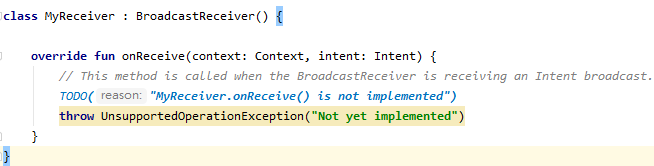 class MyReceiver : BroadcastReceiver() {
override fun onReceive(context: Context, intent: Intent) {
// This method is called when the BroadcastReceiver is receiving an Intent broadcast.
TODO( reason: "MyReceiver.onReceive() is not implemented")
throw UnsupportedOperationException("Not yet implemented")
}
}